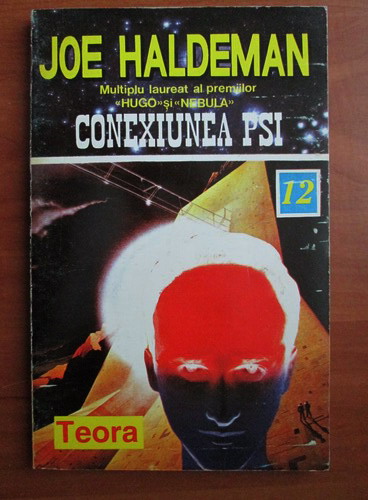 JOE HALDEMAN
Multiplu laureat al premiilor
«HUGO» și «NEBULA»
CONEXIUNEA PSI
12
Teora